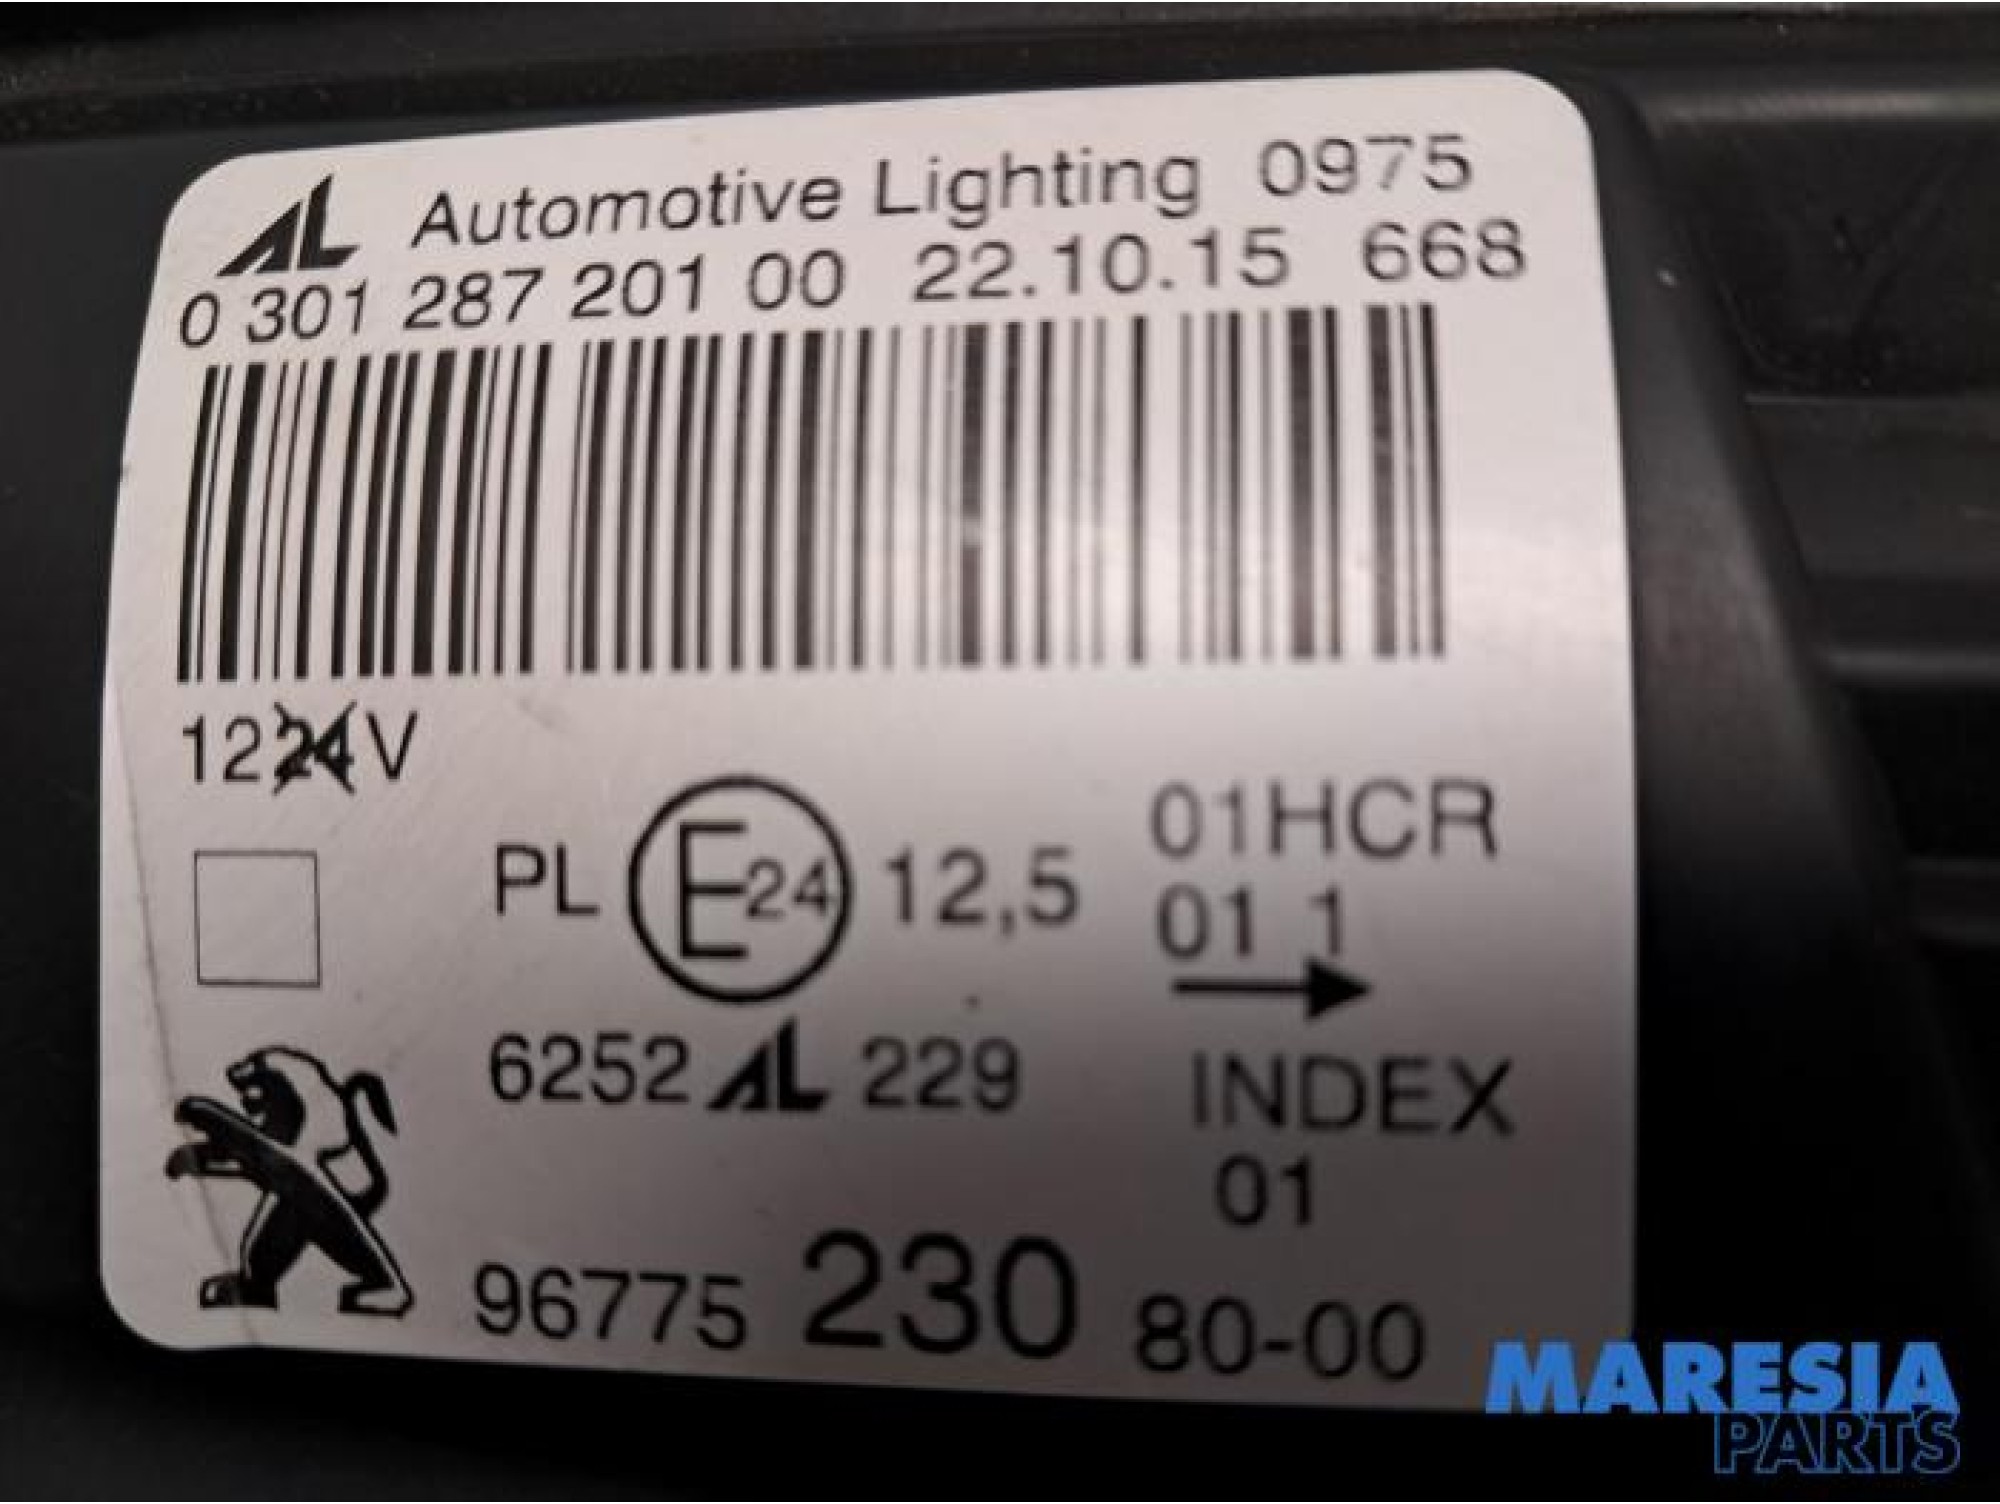 AL Automotive Lighting 0975
0 301 287 201 00 22.10.15 668
1224V
PL E24 12,5 01HCR
01 1
6252 AL 229
INDEX
01
96775 230 80-00
MARESIA
PARTS